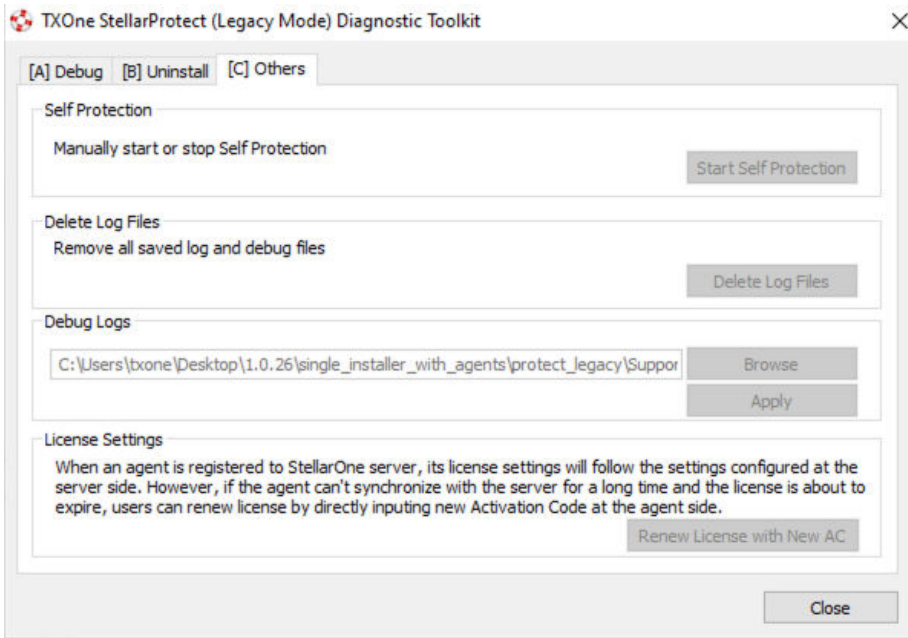 TXOne StellarProtect (Legacy Mode) Diagnostic Toolkit
[A] Debug [B] Uninstall [C] Others
Self Protection
Manually start or stop Self Protection
Start Self Protection
Delete Log Files
Remove all saved log and debug files
Delete Log Files
Debug Logs
C:\Users\txone\Desktop\1.0.26\single_installer_with_agents\protect_legacy\Suppor
Browse
Apply
License Settings
When an agent is registered to StellarOne server, its license settings will follow the settings configured at the
server side. However, if the agent can't synchronize with the server for a long time and the license is about to
expire, users can renew license by directly inputing new Activation Code at the agent side.
Renew License with New AC
Close